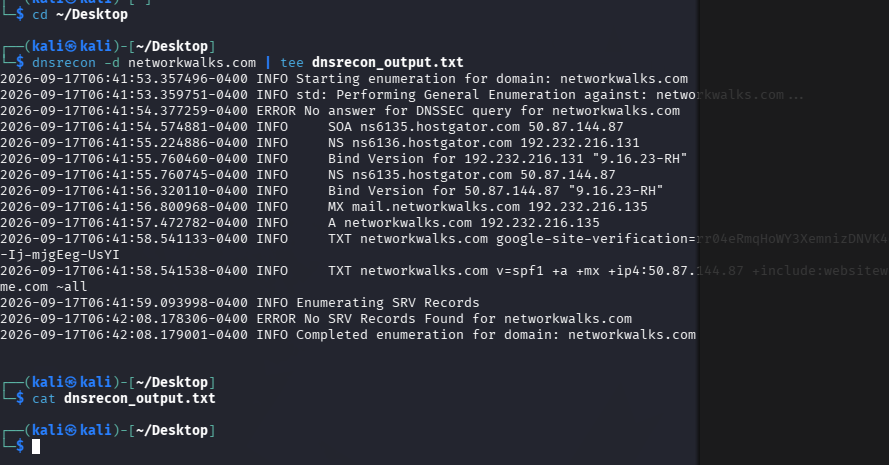 └─$ cd ~/Desktop
┌──(kali㉿kali)-[~/Desktop]
└─$ dnsrecon -d networkwalks.com | tee dnsrecon_output.txt
2026-09-17T06:41:53.357496-0400 INFO Starting enumeration for domain: networkwalks.com
2026-09-17T06:41:53.359751-0400 INFO std: Performing General Enumeration against: networkwalks.com...
2026-09-17T06:41:54.377259-0400 ERROR No answer for DNSSEC query for networkwalks.com
2026-09-17T06:41:54.574881-0400 INFO     SOA ns6135.hostgator.com 50.87.144.87
2026-09-17T06:41:55.224886-0400 INFO     NS ns6136.hostgator.com 192.232.216.131
2026-09-17T06:41:55.760460-0400 INFO     Bind Version for 192.232.216.131 "9.16.23-RH"
2026-09-17T06:41:55.760745-0400 INFO     NS ns6135.hostgator.com 50.87.144.87
2026-09-17T06:41:56.320110-0400 INFO     Bind Version for 50.87.144.87 "9.16.23-RH"
2026-09-17T06:41:56.800968-0400 INFO     MX mail.networkwalks.com 192.232.216.135
2026-09-17T06:41:57.472782-0400 INFO     A networkwalks.com 192.232.216.135
2026-09-17T06:41:58.541133-0400 INFO     TXT networkwalks.com google-site-verification=rr04eRmqHoWY3XemnizDNVK4
-Ij-mjgEeg-UsYI
2026-09-17T06:41:58.541538-0400 INFO     TXT networkwalks.com v=spf1 +a +mx +ip4:50.87.144.87 +include:websitew
me.com ~all
2026-09-17T06:41:59.093998-0400 INFO Enumerating SRV Records
2026-09-17T06:42:08.178306-0400 ERROR No SRV Records Found for networkwalks.com
2026-09-17T06:42:08.179001-0400 INFO Completed enumeration for domain: networkwalks.com
┌──(kali㉿kali)-[~/Desktop]
└─$ cat dnsrecon_output.txt
┌──(kali㉿kali)-[~/Desktop]
└─$